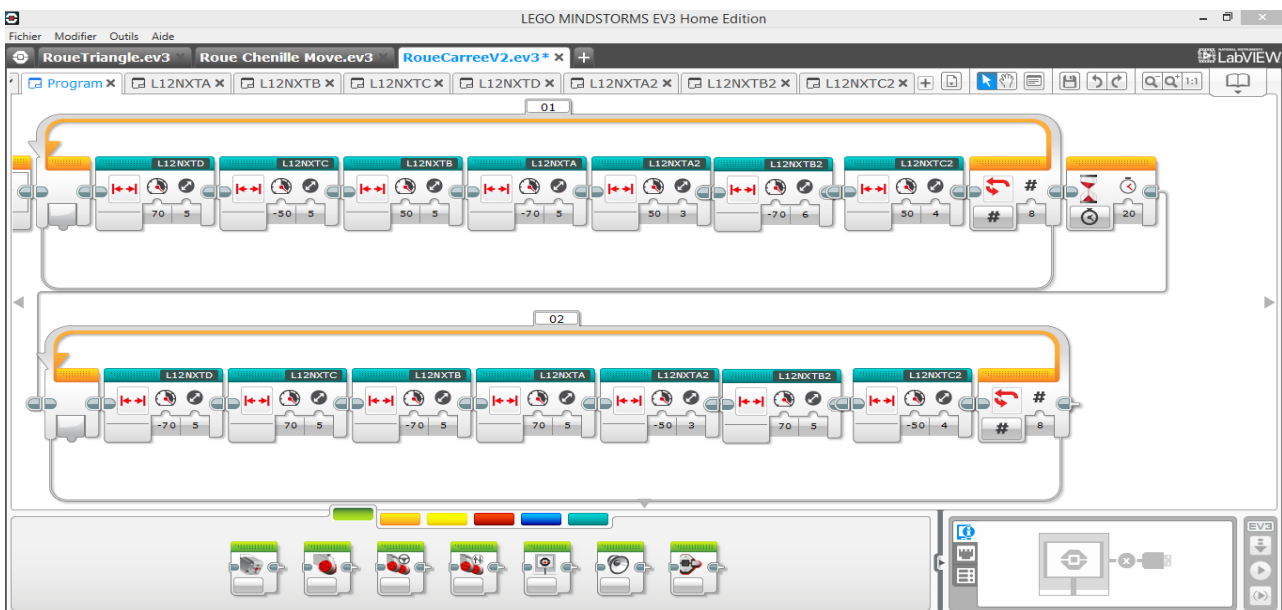 LEGO MINDSTORMS EV3 Home Edition
Fichier Modifier Outils Aide
RoueTriangle.ev3 Roue Chenille Move.ev3 RoueCarreeV2.ev3* + NATIONAL INSTRUMENTS LabVIEW
Program L12NXTA L12NXTB L12NXTC L12NXTD L12NXTA2 L12NXTB2 L12NXTC2 1:1
01
L12NXTD L12NXTC L12NXTB L12NXTA L12NXTA2 L12NXTB2 L12NXTC2
#
70 5 -50 5 50 5 -70 5 50 3 -70 6 50 4 # 8 20
02
L12NXTD L12NXTC L12NXTB L12NXTA L12NXTA2 L12NXTB2 L12NXTC2
#
-70 5 70 5 -70 5 70 5 -50 3 70 5 -50 4 # 8
EV3